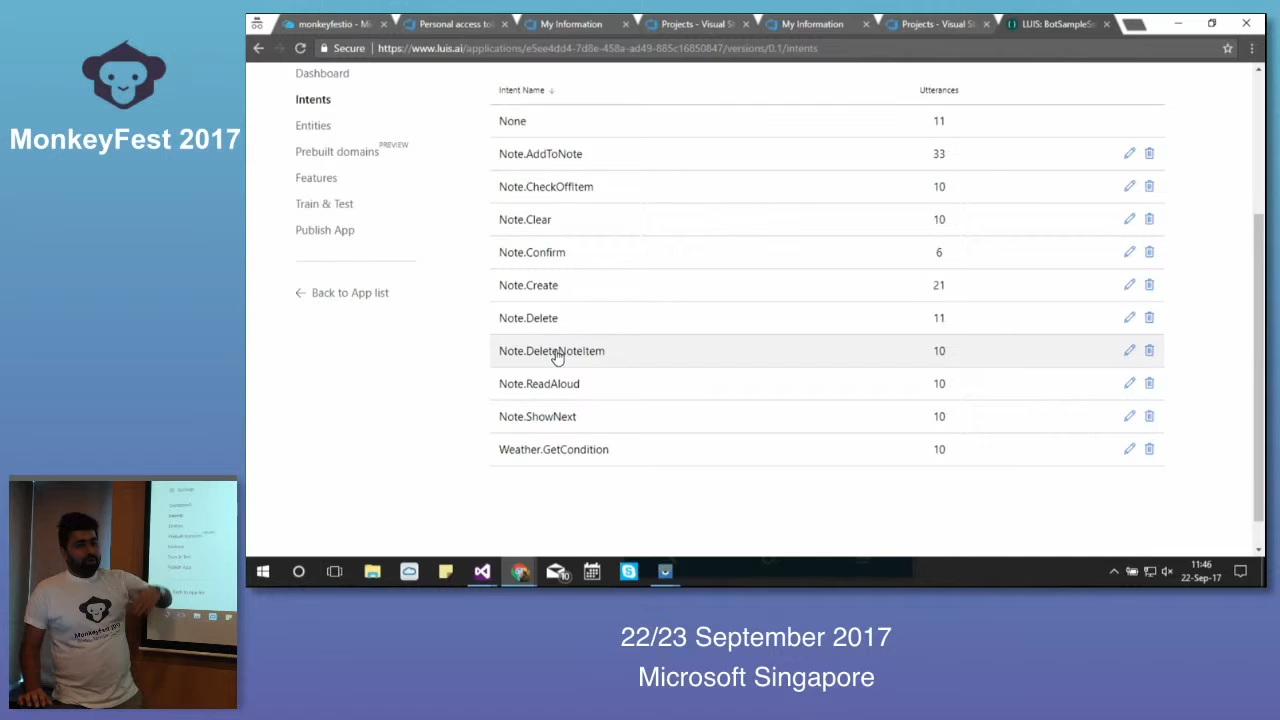 MonkeyFest 2017
monkeyfestio - Mi
Personal access tok
My Information
Projects - Visual St
My Information
Projects - Visual St
LUIS: BotSampleSe
Secure | https://www.luis.ai/applications/e5ee4dd4-7d8e-458a-ad49-885c16850847/versions/0.1/intents
Dashboard
Intents
Entities
Prebuilt domains PREVIEW
Features
Train & Test
Publish App
← Back to App list
Intent Name ↓ Utterances
None 11
Note.AddToNote 33
Note.CheckOffItem 10
Note.Clear 10
Note.Confirm 6
Note.Create 21
Note.Delete 11
Note.DeleteNoteItem 10
Note.ReadAloud 10
Note.ShowNext 10
Weather.GetCondition 10
10
11:46
22-Sep-17
MonkeyFest 2017
22/23 September 2017
Microsoft Singapore